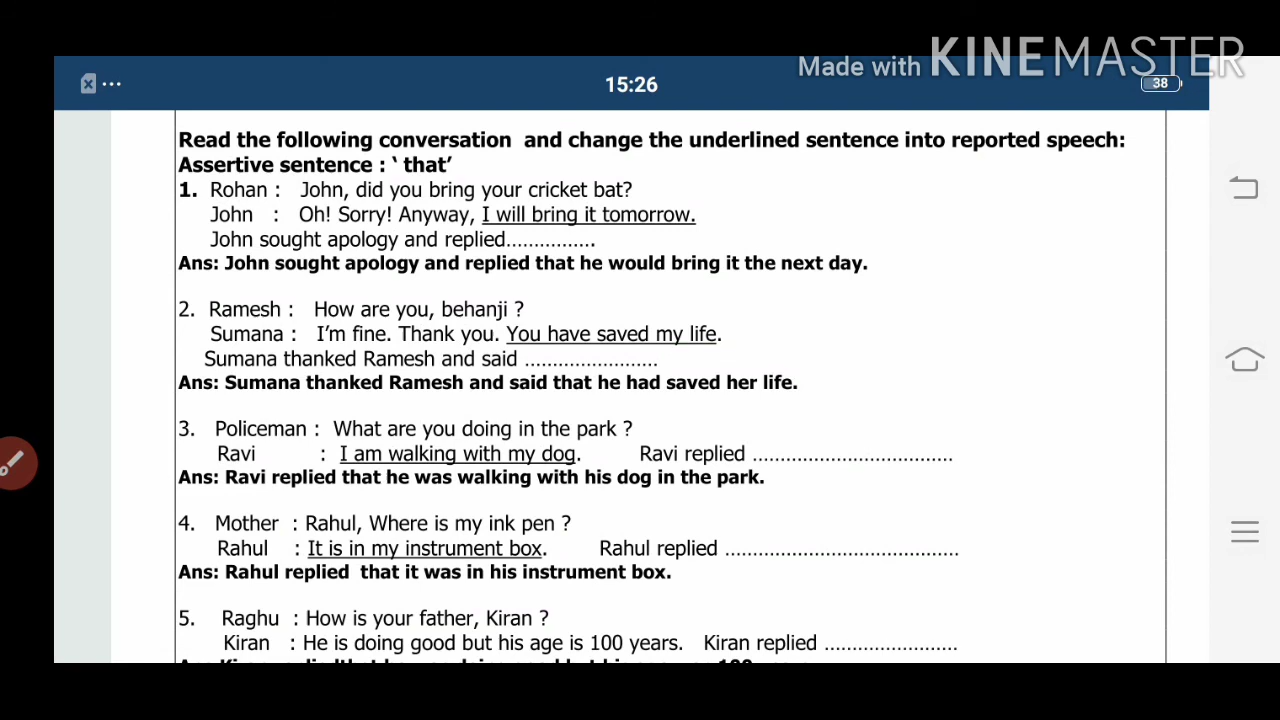 Made with KINEMASTER
15:26
38
Read the following conversation and change the underlined sentence into reported speech:
Assertive sentence : ‘ that’
1. Rohan : John, did you bring your cricket bat?
John : Oh! Sorry! Anyway, I will bring it tomorrow.
John sought apology and replied................
Ans: John sought apology and replied that he would bring it the next day.
2. Ramesh : How are you, behanji ?
Sumana : I’m fine. Thank you. You have saved my life.
Sumana thanked Ramesh and said ........................
Ans: Sumana thanked Ramesh and said that he had saved her life.
3. Policeman : What are you doing in the park ?
Ravi : I am walking with my dog. Ravi replied ....................................
Ans: Ravi replied that he was walking with his dog in the park.
4. Mother : Rahul, Where is my ink pen ?
Rahul : It is in my instrument box. Rahul replied ..........................................
Ans: Rahul replied that it was in his instrument box.
5. Raghu : How is your father, Kiran ?
Kiran : He is doing good but his age is 100 years. Kiran replied ........................